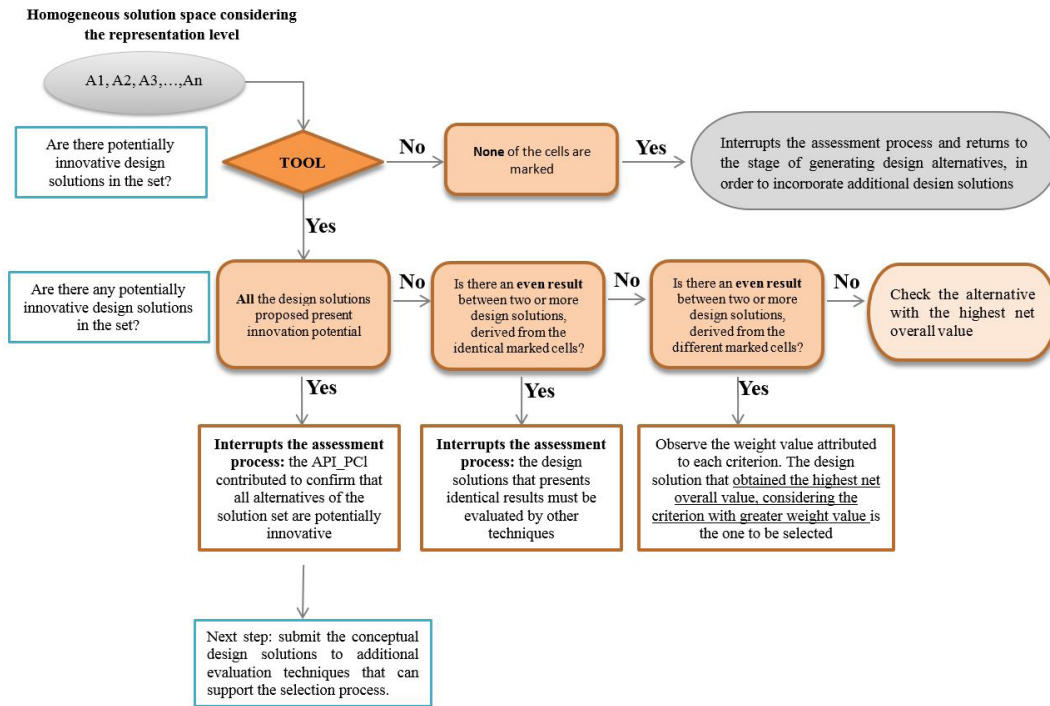 Homogeneous solution space considering
the representation level
A1, A2, A3,…,An
Are there potentially
innovative design
solutions in the set?
TOOL
No
None of the cells are
marked
Yes
Interrupts the assessment process and returns to
the stage of generating design alternatives, in
order to incorporate additional design solutions
Yes
Are there any potentially
innovative design solutions
in the set?
All the design solutions
proposed present
innovation potential
No
Is there an even result
between two or more
design solutions,
derived from the
identical marked cells?
No
Is there an even result
between two or more
design solutions,
derived from the
different marked cells?
No
Check the alternative
with the highest net
overall value
Yes
Yes
Yes
Interrupts the assessment
process: the API_PCI
contributed to confirm that
all alternatives of the
solution set are potentially
innovative
Interrupts the assessment
process: the design
solutions that presents
identical results must be
evaluated by other
techniques
Observe the weight value attributed
to each criterion. The design
solution that obtained the highest net
overall value, considering the
criterion with greater weight value is
the one to be selected
Next step: submit the conceptual
design solutions to additional
evaluation techniques that can
support the selection process.